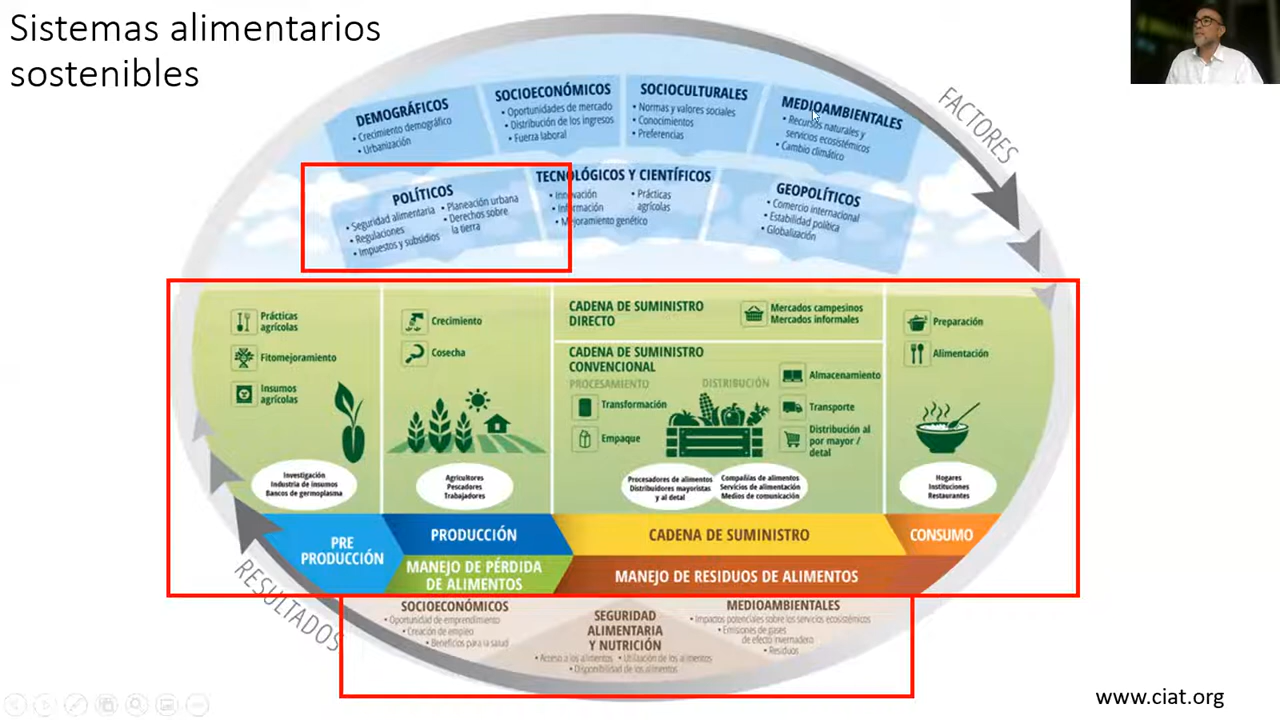 Sistemas alimentarios
sostenibles
FACTORES
DEMOGRÁFICOS
• Crecimiento demográfico
• Urbanización
SOCIOECONÓMICOS
• Oportunidades de mercado
• Distribución de los ingresos
• Fuerza laboral
SOCIOCULTURALES
• Normas y valores sociales
• Conocimientos
• Preferencias
MEDIOAMBIENTALES
• Recursos naturales y
servicios ecosistémicos
• Cambio climático
POLÍTICOS
• Seguridad alimentaria
• Regulaciones
• Impuestos y subsidios
• Planeación urbana
• Derechos sobre
la tierra
TECNOLÓGICOS Y CIENTÍFICOS
• Innovación
• Información
• Mejoramiento genético
• Prácticas
agrícolas
GEOPOLÍTICOS
• Comercio internacional
• Estabilidad política
• Globalización
Prácticas
agrícolas
Fitomejoramiento
Insumos
agrícolas
Investigación
Industria de insumos
Bancos de germoplasma
Crecimiento
Cosecha
Agricultores
Pescadores
Trabajadores
CADENA DE SUMINISTRO
DIRECTO
Mercados campesinos
Mercados informales
CADENA DE SUMINISTRO
CONVENCIONAL
PROCESAMIENTO
DISTRIBUCIÓN
Transformación
Empaque
Almacenamiento
Transporte
Distribución al
por mayor /
detal
Procesadores de alimentos
Distribuidores mayoristas
y al detal
Compañías de alimentos
Servicios de alimentación
Medios de comunicación
Preparación
Alimentación
Hogares
Instituciones
Restaurantes
PRE
PRODUCCIÓN
PRODUCCIÓN
CADENA DE SUMINISTRO
CONSUMO
MANEJO DE PÉRDIDA
DE ALIMENTOS
MANEJO DE RESIDUOS DE ALIMENTOS
RESULTADOS
SOCIOECONÓMICOS
• Oportunidad de emprendimiento
• Creación de empleo
• Beneficios para la salud
SEGURIDAD
ALIMENTARIA
Y NUTRICIÓN
• Acceso a los alimentos • Utilización de los alimentos
• Disponibilidad de los alimentos
MEDIOAMBIENTALES
• Impactos potenciales sobre los servicios ecosistémicos
• Emisiones de gases
de efecto invernadero
• Residuos
www.ciat.org